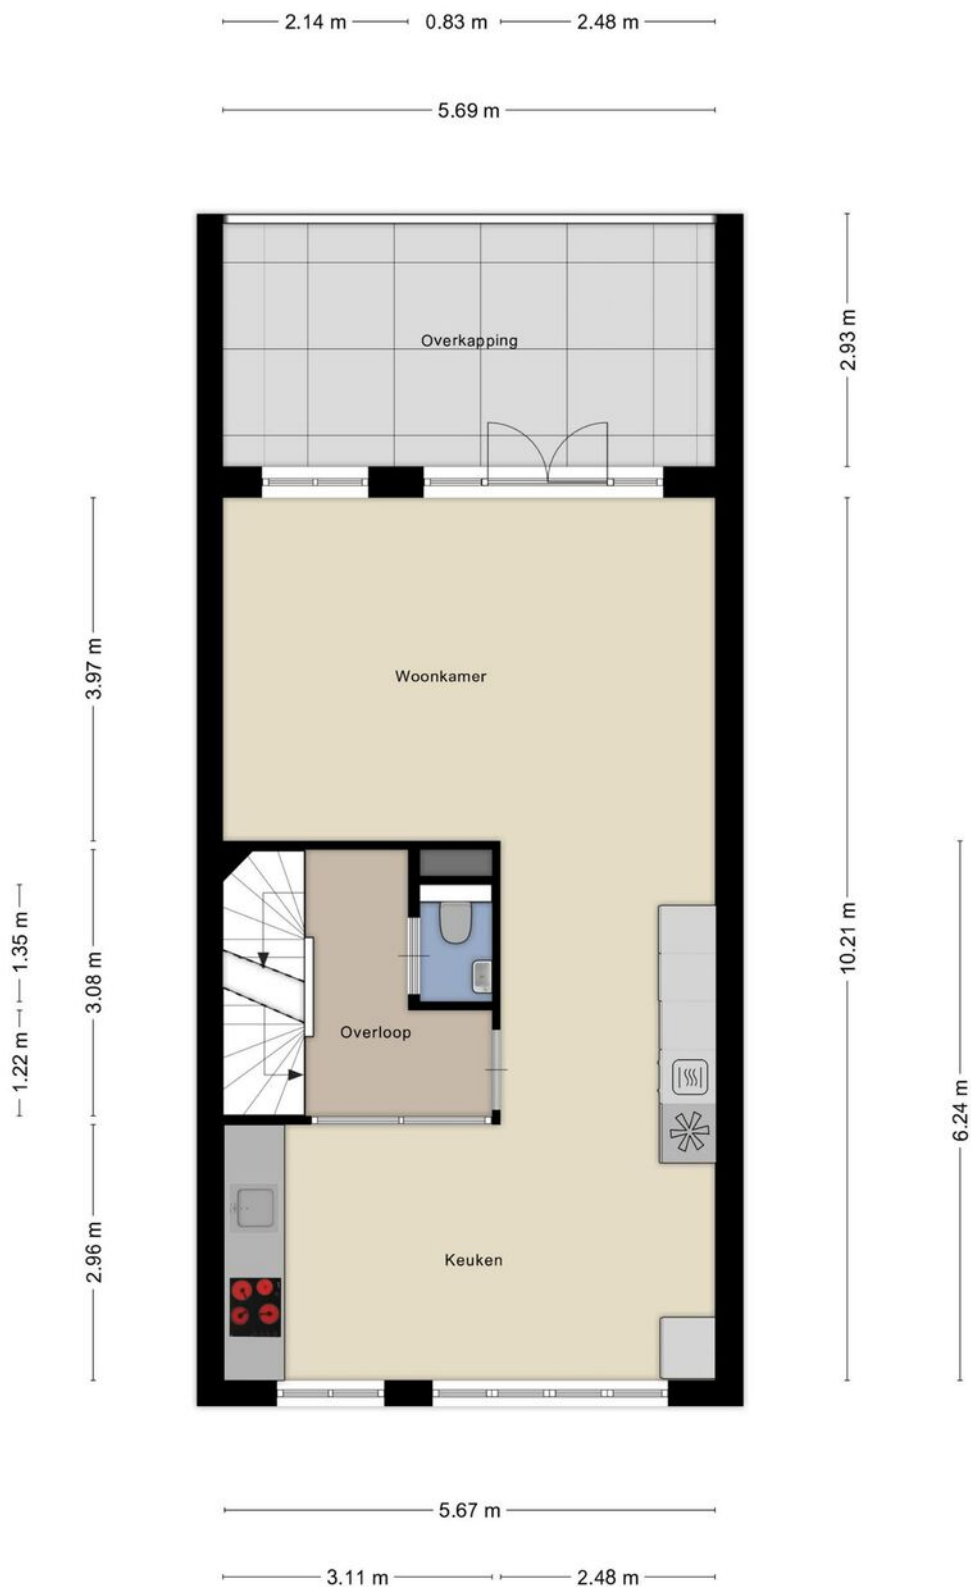 2.14 m 0.83 m 2.48 m
5.69 m
Overkapping
2.93 m
Woonkamer
3.97 m
10.21 m
1.35 m
3.08 m
Overloop
1.22 m
6.24 m
2.96 m
Keuken
5.67 m
3.11 m 2.48 m